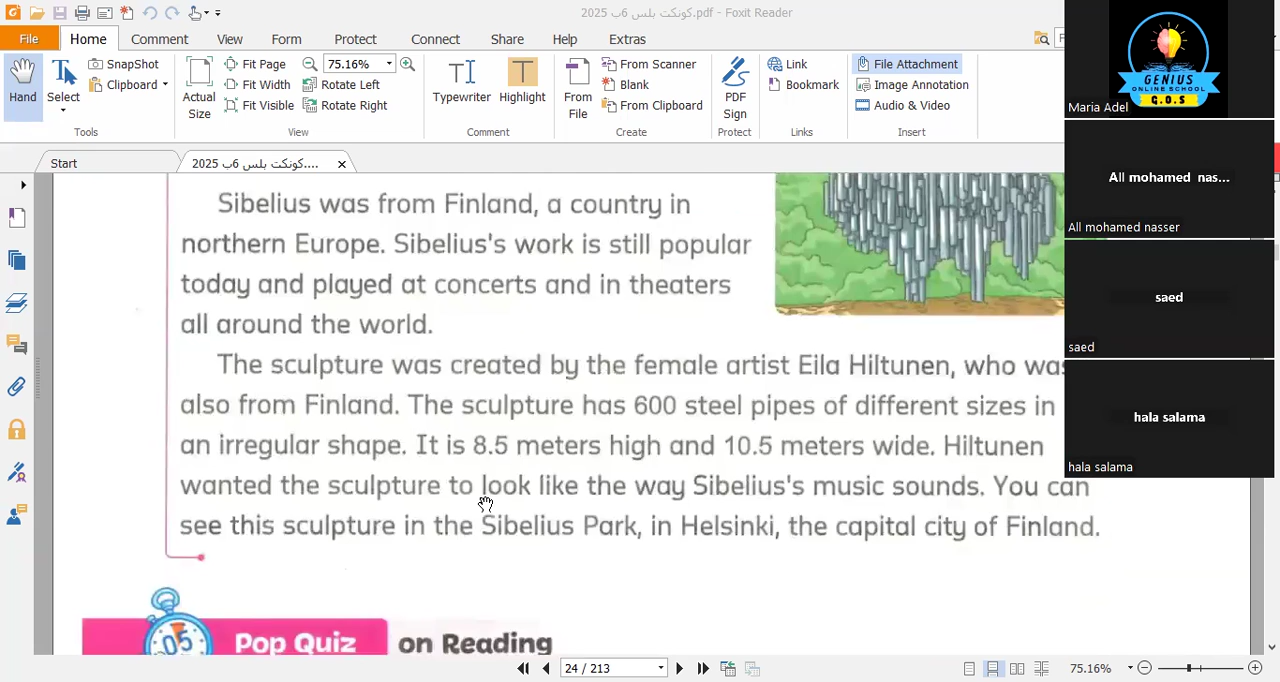 كونكت بلس 6ب 2025.pdf - Foxit Reader
File Home Comment View Form Protect Connect Share Help Extras
Hand
Select
SnapShot
Clipboard
Tools
Actual Size
Fit Page
Fit Width
Fit Visible
75.16%
Rotate Left
Rotate Right
View
Typewriter
Highlight
Comment
From File
From Scanner
Blank
From Clipboard
Create
PDF Sign
Protect
Link
Bookmark
Links
File Attachment
Image Annotation
Audio & Video
Insert
Start
كونكت بلس 6ب 2025....
Sibelius was from Finland, a country in
northern Europe. Sibelius's work is still popular
today and played at concerts and in theaters
all around the world.
The sculpture was created by the female artist Eila Hiltunen, who was
also from Finland. The sculpture has 600 steel pipes of different sizes in
an irregular shape. It is 8.5 meters high and 10.5 meters wide. Hiltunen
wanted the sculpture to look like the way Sibelius's music sounds. You can
see this sculpture in the Sibelius Park, in Helsinki, the capital city of Finland.
05
Pop Quiz on Reading
24 / 213
75.16%
GENIUS
ONLINE SCHOOL
G.O.S
Maria Adel
All mohamed nas...
All mohamed nasser
saed
saed
hala salama
hala salama